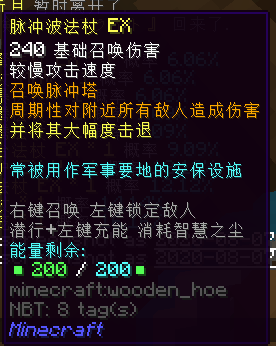 脉冲波法杖 EX
240 基础召唤伤害
较慢攻击速度
召唤脉冲塔
周期性对附近所有敌人造成伤害
并将其大幅度击退
常被用作军事要地的安保设施
右键召唤 左键锁定敌人
潜行+左键充能 消耗智慧之尘
能量剩余:
▪ 200 / 200 ▪
minecraft:wooden_hoe
NBT: 8 tag(s)
Minecraft